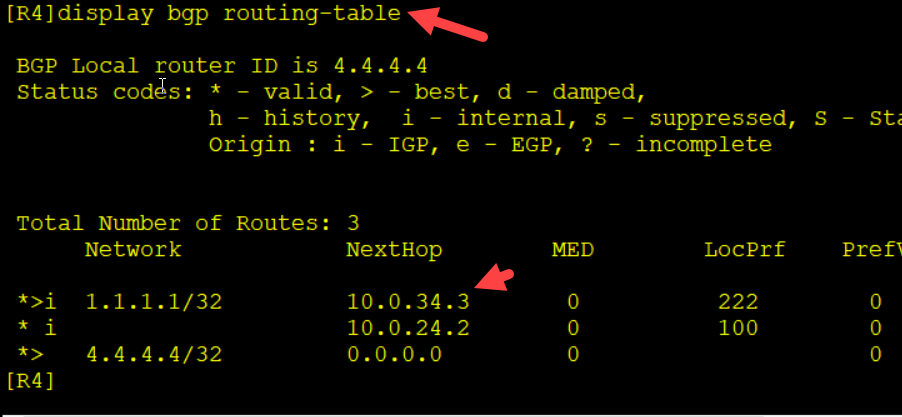 [R4]display bgp routing-table
BGP Local router ID is 4.4.4.4
Status codes: * - valid, > - best, d - damped,
h - history, i - internal, s - suppressed, S - Sta
Origin : i - IGP, e - EGP, ? - incomplete
Total Number of Routes: 3
Network NextHop MED LocPrf PrefV
*>i 1.1.1.1/32 10.0.34.3 0 222 0
* i 10.0.24.2 0 100 0
*> 4.4.4.4/32 0.0.0.0 0 0
[R4]